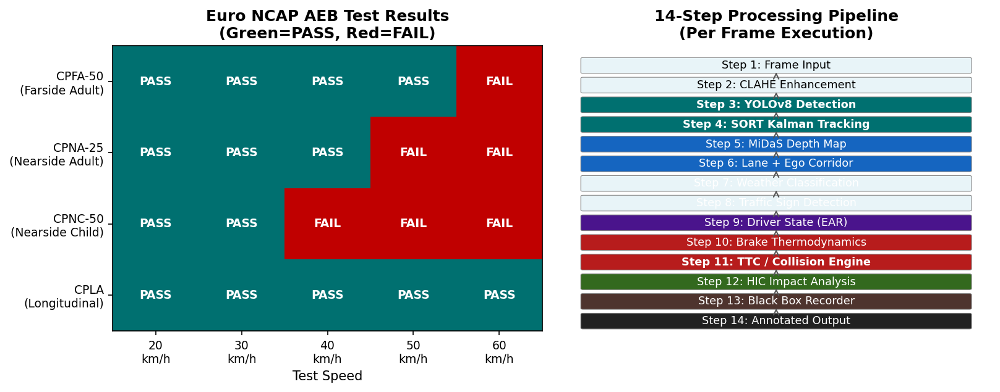 Euro NCAP AEB Test Results
(Green=PASS, Red=FAIL)
CPFA-50
(Farside Adult)
PASS PASS PASS PASS FAIL
CPNA-25
(Nearside Adult)
PASS PASS PASS FAIL FAIL
CPNC-50
(Nearside Child)
PASS PASS FAIL FAIL FAIL
CPLA
(Longitudinal)
PASS PASS PASS PASS PASS
20 30 40 50 60
km/h km/h km/h km/h km/h
Test Speed
14-Step Processing Pipeline
(Per Frame Execution)
Step 1: Frame Input
Step 2: CLAHE Enhancement
Step 3: YOLOv8 Detection
Step 4: SORT Kalman Tracking
Step 5: MiDaS Depth Map
Step 6: Lane + Ego Corridor
Step 7: Weather Classification
Step 8: Traffic Sign Detection
Step 9: Driver State (EAR)
Step 10: Brake Thermodynamics
Step 11: TTC / Collision Engine
Step 12: HIC Impact Analysis
Step 13: Black Box Recorder
Step 14: Annotated Output